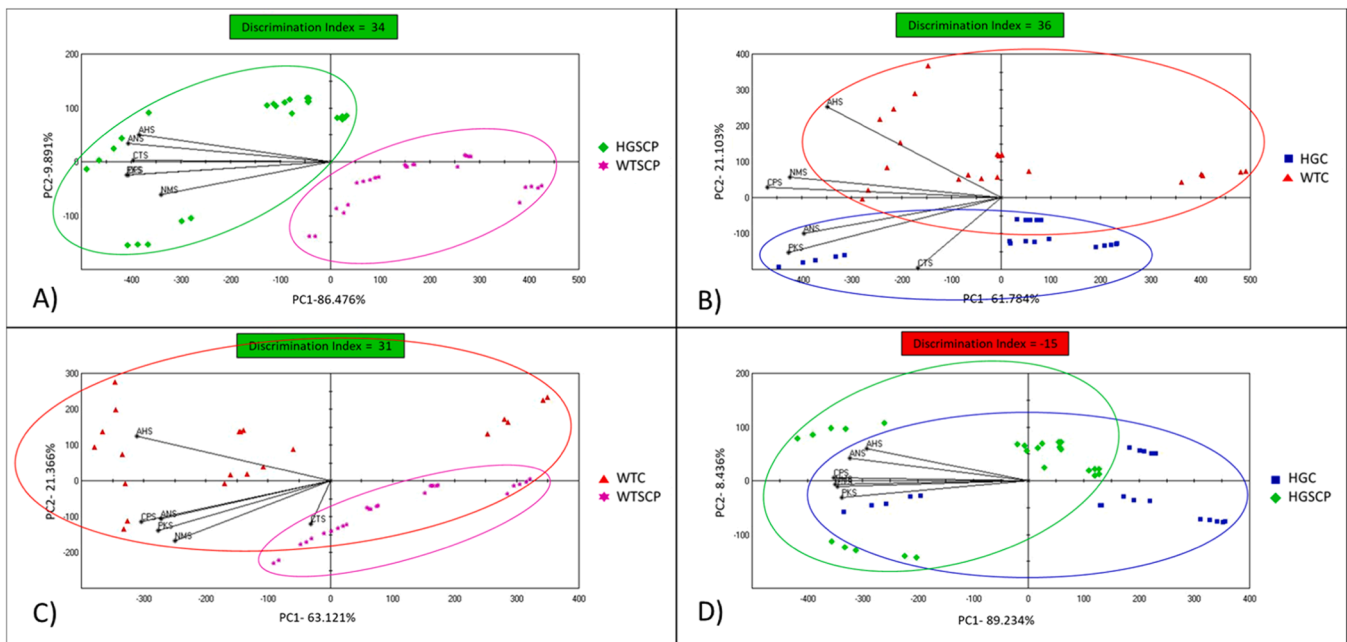 Discrimination Index = 34
200
100
0
-100
PC2-9.891%
-400 -300 -200 -100 0 100 200 300 400 500
PC1-86.476%
AHS
ANS
CTS
NMS
HGSCP
WTSCP
A)
Discrimination Index = 36
400
300
200
100
0
-100
PC2- 21.103%
-400 -300 -200 -100 0 100 200 300 400 500
PC1- 61.784%
AHS
NMS
CPS
ANS
PKS
CTS
HGC
WTC
B)
Discrimination Index = 31
300
200
100
0
-100
-200
PC2- 21.366%
-300 -200 -100 0 100 200 300 400
PC1- 63.121%
AHS
CPS
ANS
PKS
NMS
CTS
WTC
WTSCP
C)
Discrimination Index = -15
200
100
0
-100
PC2- 8.436%
-400 -300 -200 -100 0 100 200 300 400
PC1- 89.234%
AHS
ANS
CPS
PKS
HGC
HGSCP
D)